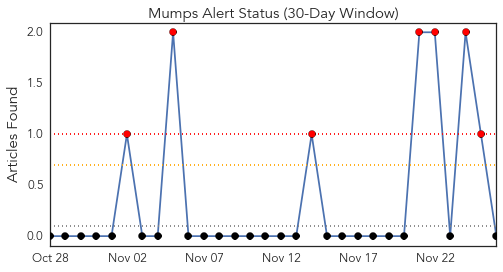 Mumps Alert Status (30-Day Window)
Articles Found
2.0
1.5
1.0
0.5
0.0
Oct 28 Nov 02 Nov 07 Nov 12 Nov 17 Nov 22